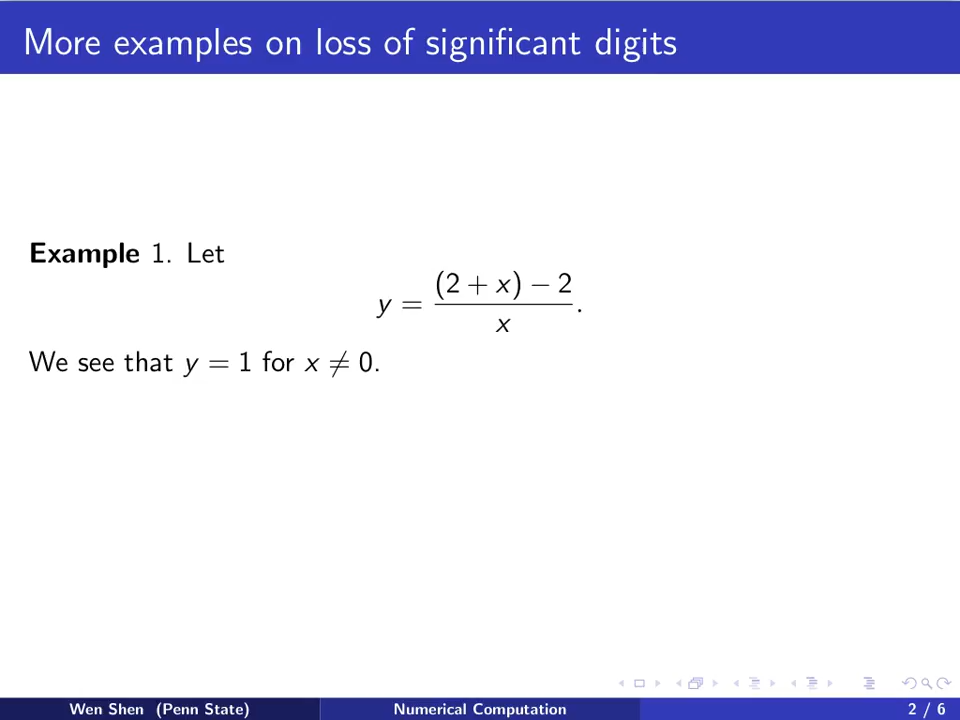 More examples on loss of significant digits
Example 1. Let
y = \frac{(2 + x) − 2}{x}.
We see that y = 1 for x ≠ 0.
Wen Shen (Penn State)
Numerical Computation
2 / 6